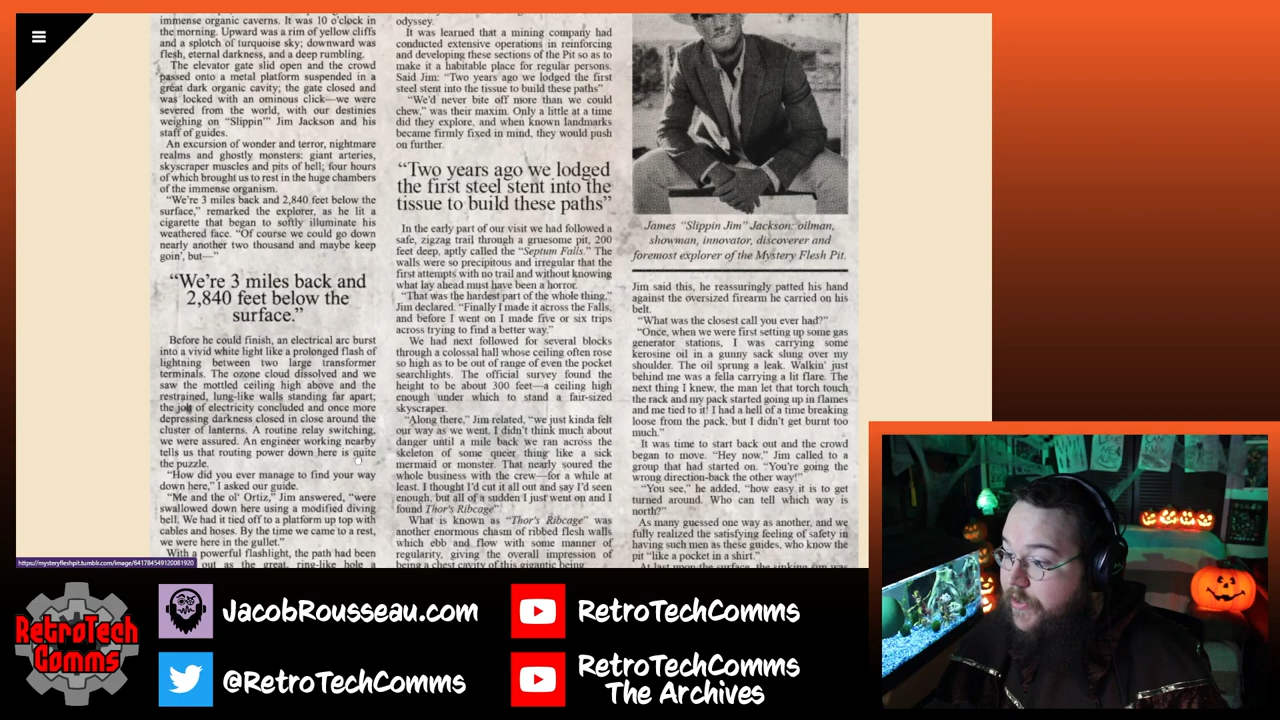 immense organic caverns. It was 10 o'clock in
the morning. Upward was a rim of yellow cliffs
and a splotch of turquoise sky; downward was
flesh, eternal darkness, and a deep rumbling.
The elevator gate slid open and the crowd
passed onto a metal platform suspended in a
great dark organic cavity; the gate closed and
was locked with an ominous click—we were
severed from the world, with our destinies
weighing on "Slippin'" Jim Jackson and his
staff of guides.
An excursion of wonder and terror, nightmare
realms and ghostly monsters: giant arteries,
skyscraper muscles and pits of hell; four hours
of which brought us to rest in the huge chambers
of the immense organism.
"We're 3 miles back and 2,840 feet below the
surface," remarked the explorer, as he lit a
cigarette that began to softly illuminate his
weathered face. "Of course we could go down
nearly another two thousand and maybe keep
goin', but—"
"We're 3 miles back and
2,840 feet below the
surface."
Before he could finish, an electrical arc burst
into a vivid white light like a prolonged flash of
lightning between two large transformer
terminals. The ozone cloud dissolved and we
saw the mottled ceiling high above and the
restrained, lung-like walls standing far apart;
the jolt of electricity concluded and once more
depressing darkness closed in close around the
cluster of lanterns. A routine relay switching,
we were assured. An engineer working nearby
tells us that routing power down here is quite
the puzzle.
"How did you ever manage to find your way
down here," I asked our guide.
"Me and the ol' Ortiz," Jim answered, "were
swallowed down here using a modified diving
bell. We had it tied off to a platform up top with
cables and hoses. By the time we came to a rest,
we were here in the gullet."
With a powerful flashlight, the path had been
out as the great, ring-like hole a
odyssey.
It was learned that a mining company had
conducted extensive operations in reinforcing
and developing these sections of the Pit so as to
make it a habitable place for regular persons.
Said Jim: "Two years ago we lodged the first
steel stent into the tissue to build these paths"
"We'd never bite off more than we could
chew," was their maxim. Only a little at a time
did they explore, and when known landmarks
became firmly fixed in mind, they would push
on further.
"Two years ago we lodged
the first steel stent into the
tissue to build these paths"
In the early part of our visit we had followed a
safe, zigzag trail through a gruesome pit, 200
feet deep, aptly called the "Septum Falls." The
walls were so precipitous and irregular that the
first attempts with no trail and without knowing
what lay ahead must have been a horror.
"That was the hardest part of the whole thing,"
Jim declared. "Finally I made it across the Falls,
and before I went on I made five or six trips
across trying to find a better way."
We had next followed for several blocks
through a colossal hall whose ceiling often rose
so high as to be out of range of even the pocket
searchlights. The official survey found the
height to be about 300 feet—a ceiling high
enough under which to stand a fair-sized
skyscraper.
"Along there," Jim related, "we just kinda felt
our way as we went. I didn't think much about
danger until a mile back we ran across the
skeleton of some queer thing like a sick
mermaid or monster. That nearly soured the
whole business with the crew—for a while at
least. I thought I'd cut it all out and say I'd seen
enough, but all of a sudden I just went on and I
found Thor's Ribcage"
What is known as "Thor's Ribcage" was
another enormous chasm of ribbed flesh walls
which ebb and flow with some manner of
regularity, giving the overall impression of
being a chest cavity of this gigantic being
James "Slippin Jim" Jackson: oilman,
showman, innovator, discoverer and
foremost explorer of the Mystery Flesh Pit.
Jim said this, he reassuringly patted his hand
against the oversized firearm he carried on his
belt.
"What was the closest call you ever had?"
"Once, when we were first setting up some gas
generator stations, I was carrying some
kerosine oil in a gunny sack slung over my
shoulder. The oil sprung a leak. Walkin' just
behind me was a fella carrying a lit flare. The
next thing I knew, the man let that torch touch
the rack and my pack started going up in flames
and me tied to it! I had a hell of a time breaking
loose from the pack, but I didn't get burnt too
much."
It was time to start back out and the crowd
began to move. "Hey now," Jim called to a
group that had started on. "You're going the
wrong direction-back the other way!"
"You see," he added, "how easy it is to get
turned around. Who can tell which way is
north?"
As many guessed one way as another, and we
fully realized the satisfying feeling of safety in
having such men as these guides, who know the
pit "like a pocket in a shirt."
At last upon the surface, the sinking sun was
https://mysteryfleshpit.tumblr.com/image/641784549120081920
RetroTech
Comms
JacobRousseau.com
RetroTechComms
@RetroTechComms
RetroTechComms
The Archives